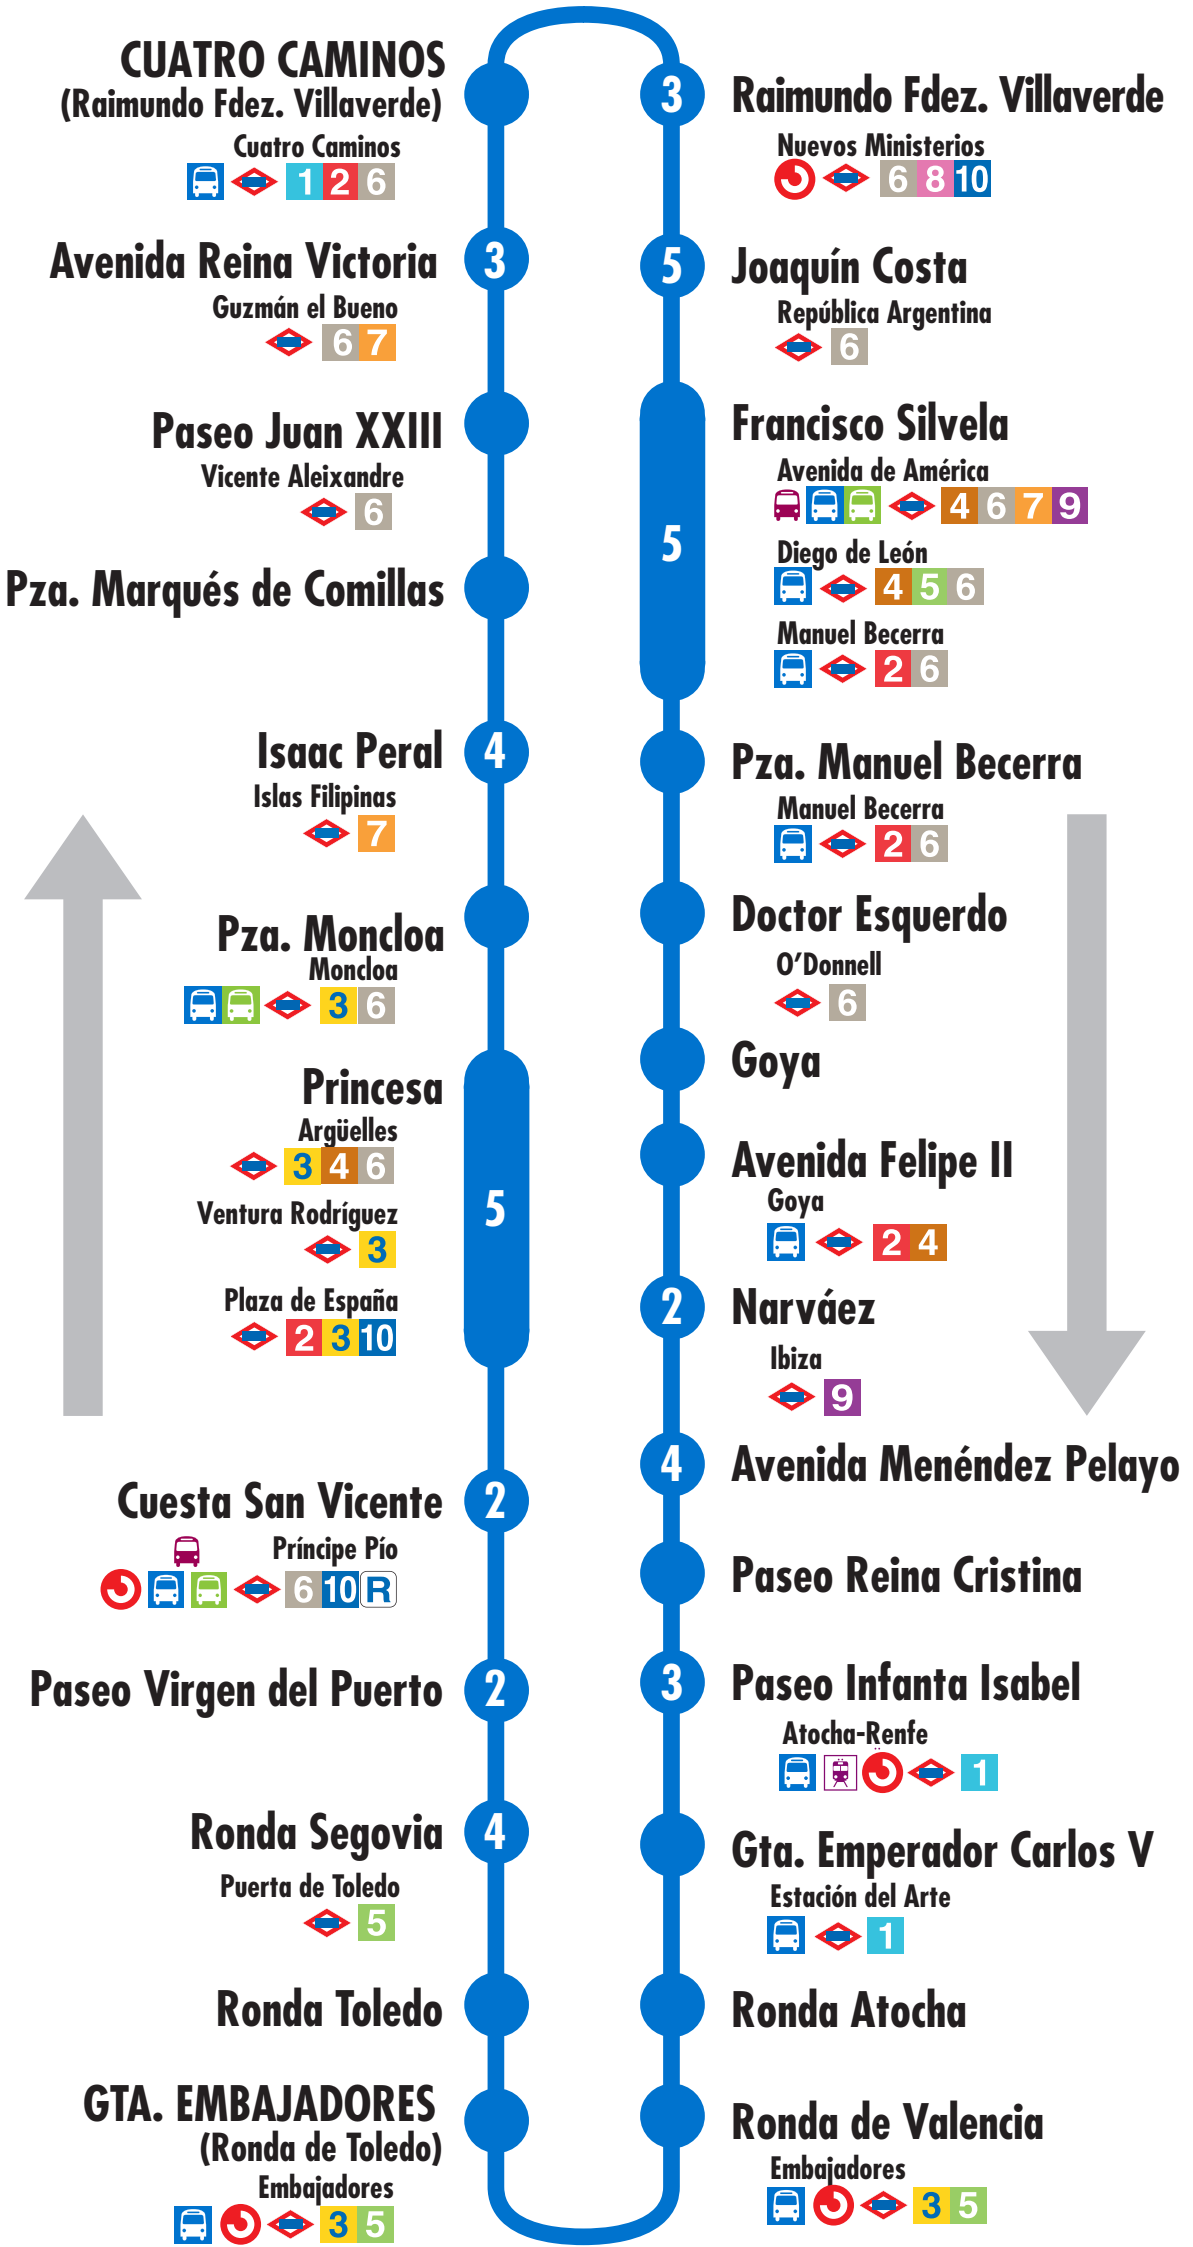 CUATRO CAMINOS
(Raimundo Fdez. Villaverde)
Cuatro Caminos
1 2 6
3
Avenida Reina Victoria
Guzmán el Bueno
6 7
Paseo Juan XXIII
Vicente Aleixandre
6
Pza. Marqués de Comillas
4
Isaac Peral
Islas Filipinas
7
Pza. Moncloa
Moncloa
3 6
Princesa
Argüelles
3 4 6
5
Ventura Rodríguez
3
Plaza de España
2 3 10
Cuesta San Vicente
2
Príncipe Pío
6 10 R
Paseo Virgen del Puerto
2
Ronda Segovia
4
Puerta de Toledo
5
Ronda Toledo
GTA. EMBAJADORES
(Ronda de Toledo)
Embajadores
3 5
3
Raimundo Fdez. Villaverde
Nuevos Ministerios
6 8 10
5
Joaquín Costa
República Argentina
6
Francisco Silvela
Avenida de América
4 6 7 9
5
Diego de León
4 5 6
Manuel Becerra
2 6
Pza. Manuel Becerra
Manuel Becerra
2 6
Doctor Esquerdo
O'Donnell
6
Goya
Avenida Felipe II
Goya
2 4
2
Narváez
Ibiza
9
4
Avenida Menéndez Pelayo
Paseo Reina Cristina
3
Paseo Infanta Isabel
Atocha-Renfe
1
Gta. Emperador Carlos V
Estación del Arte
1
Ronda Atocha
Ronda de Valencia
Embajadores
3 5